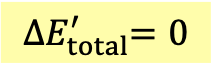 ΔE′total = 0